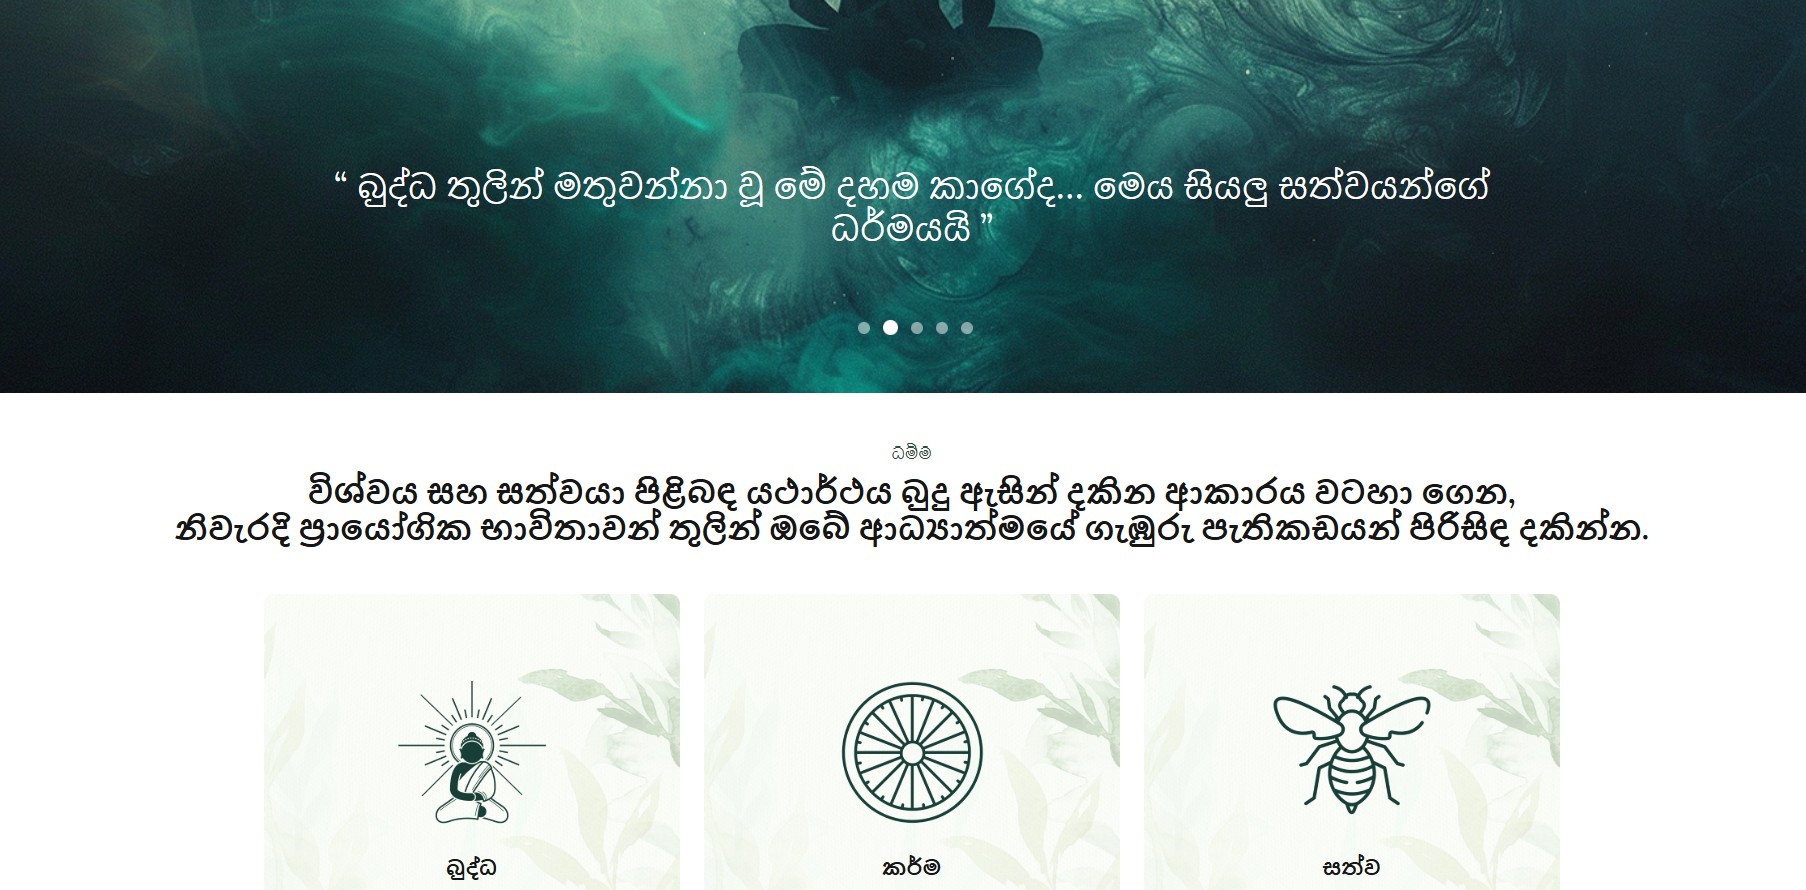 “ බුද්ධ තුලින් මතුවන්නා වූ මේ දහම කාගේද... මෙය සියලු සත්වයන්ගේ
ධර්මයයි ”
ධම්ම
විශ්වය සහ සත්වයා පිළිබඳ යථාර්ථය බුදු ඇසින් දකින ආකාරය වටහා ගෙන,
නිවැරදි ප්‍රායෝගික භාවිතාවන් තුලින් ඔබේ ආධ්‍යාත්මයේ ගැඹුරු පැතිකඩයන් පිරිසිඳ දකින්න.
බුද්ධ
කර්ම
සත්ව